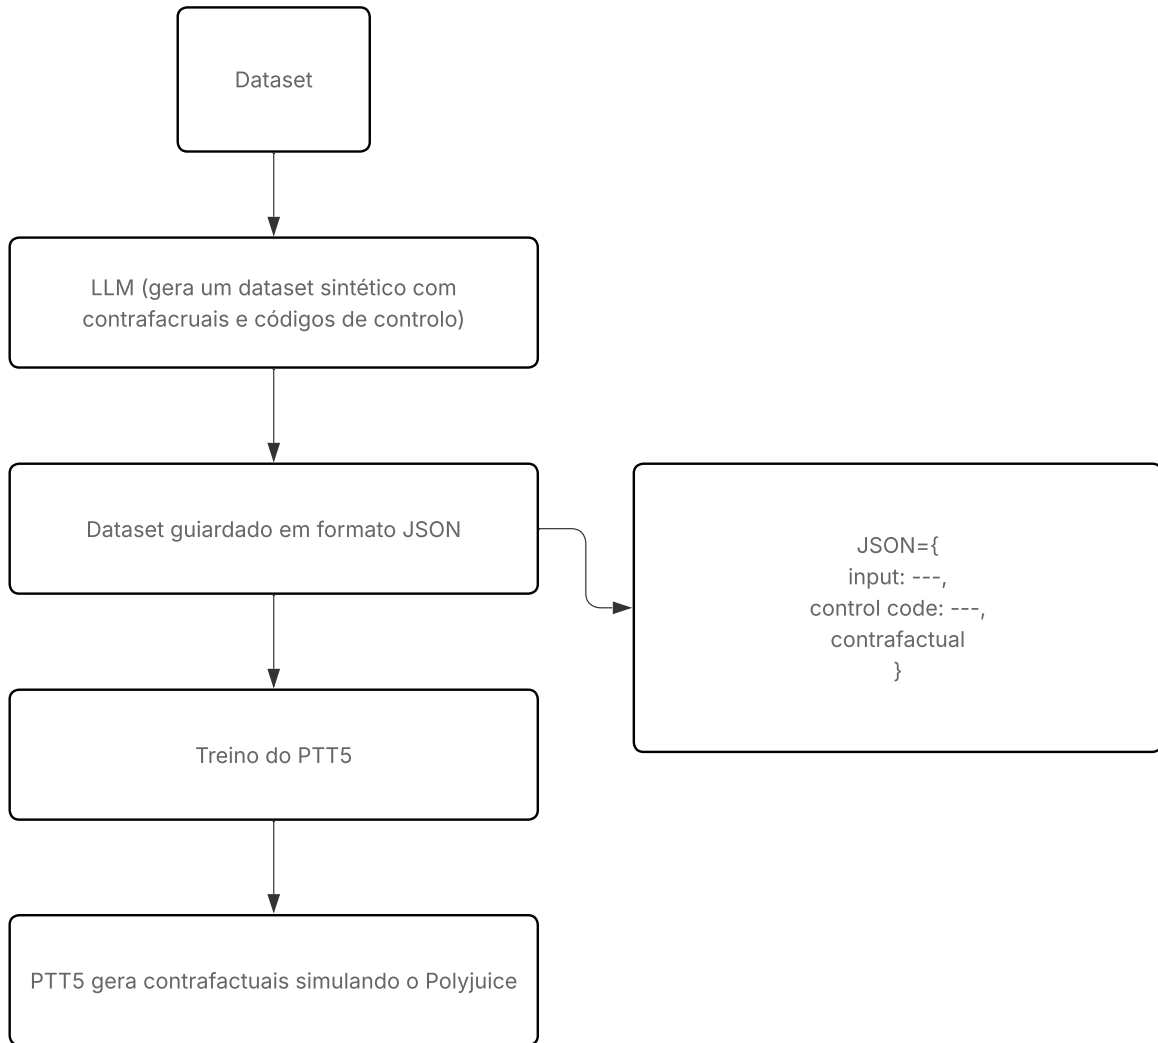 Dataset
LLM (gera um dataset sintético com
contrafacruais e códigos de controlo)
Dataset guiardado em formato JSON
JSON={
input: ---,
control code: ---,
contrafactual
}
Treino do PTT5
PTT5 gera contrafactuais simulando o Polyjuice